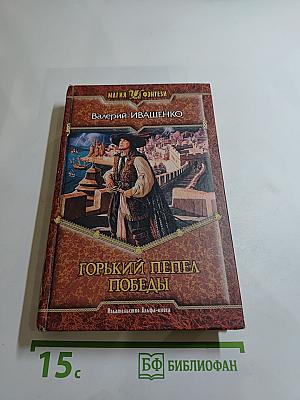 МАГИЯ ФЭНТЕЗИ
Валерий ИВАЩЕНКО
ГОРЬКИЙ ПЕПЕЛ
ПОБЕДЫ
Издательство Альфа-книга
15с
БФ БИБЛИОФАН